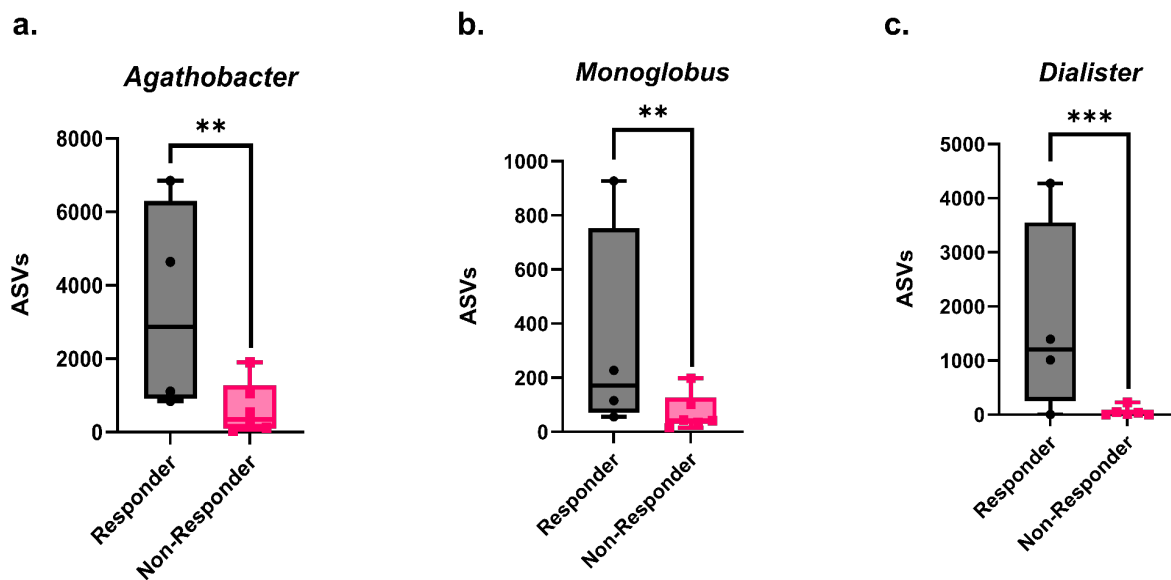 a.
Agathobacter
**
8000
6000
4000
2000
0
ASVs
Responder
Non-Responder
b.
Monoglobus
**
1000
800
600
400
200
0
ASVs
Responder
Non-Responder
c.
Dialister
***
5000
4000
3000
2000
1000
0
ASVs
Responder
Non-Responder